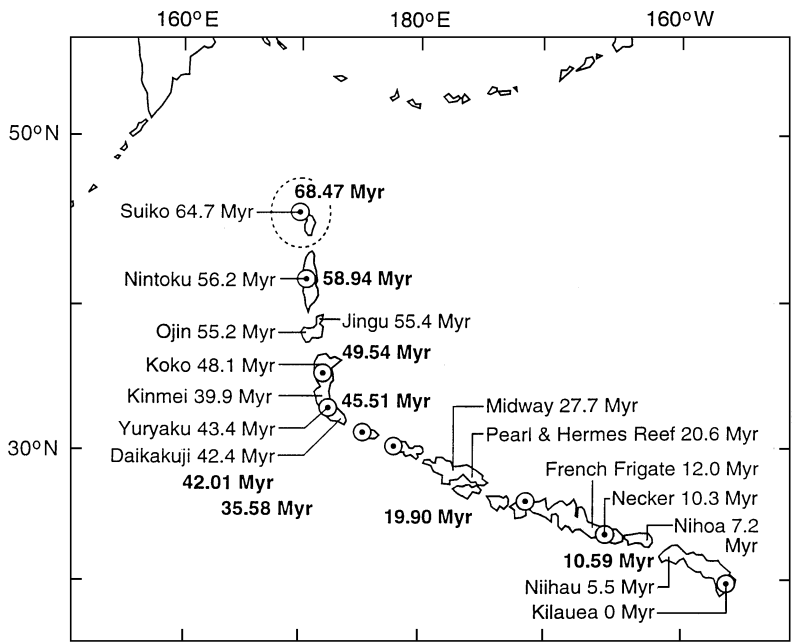 160°E 180°E 160°W
50°N
68.47 Myr
Suiko 64.7 Myr
Nintoku 56.2 Myr 58.94 Myr
Jingu 55.4 Myr
Ojin 55.2 Myr
49.54 Myr
Koko 48.1 Myr
Kinmei 39.9 Myr 45.51 Myr
Midway 27.7 Myr
Yuryaku 43.4 Myr
Pearl & Hermes Reef 20.6 Myr
30°N
Daikakuji 42.4 Myr
French Frigate 12.0 Myr
42.01 Myr
Necker 10.3 Myr
35.58 Myr
19.90 Myr
Nihoa 7.2
Myr
10.59 Myr
Niihau 5.5 Myr
Kilauea 0 Myr